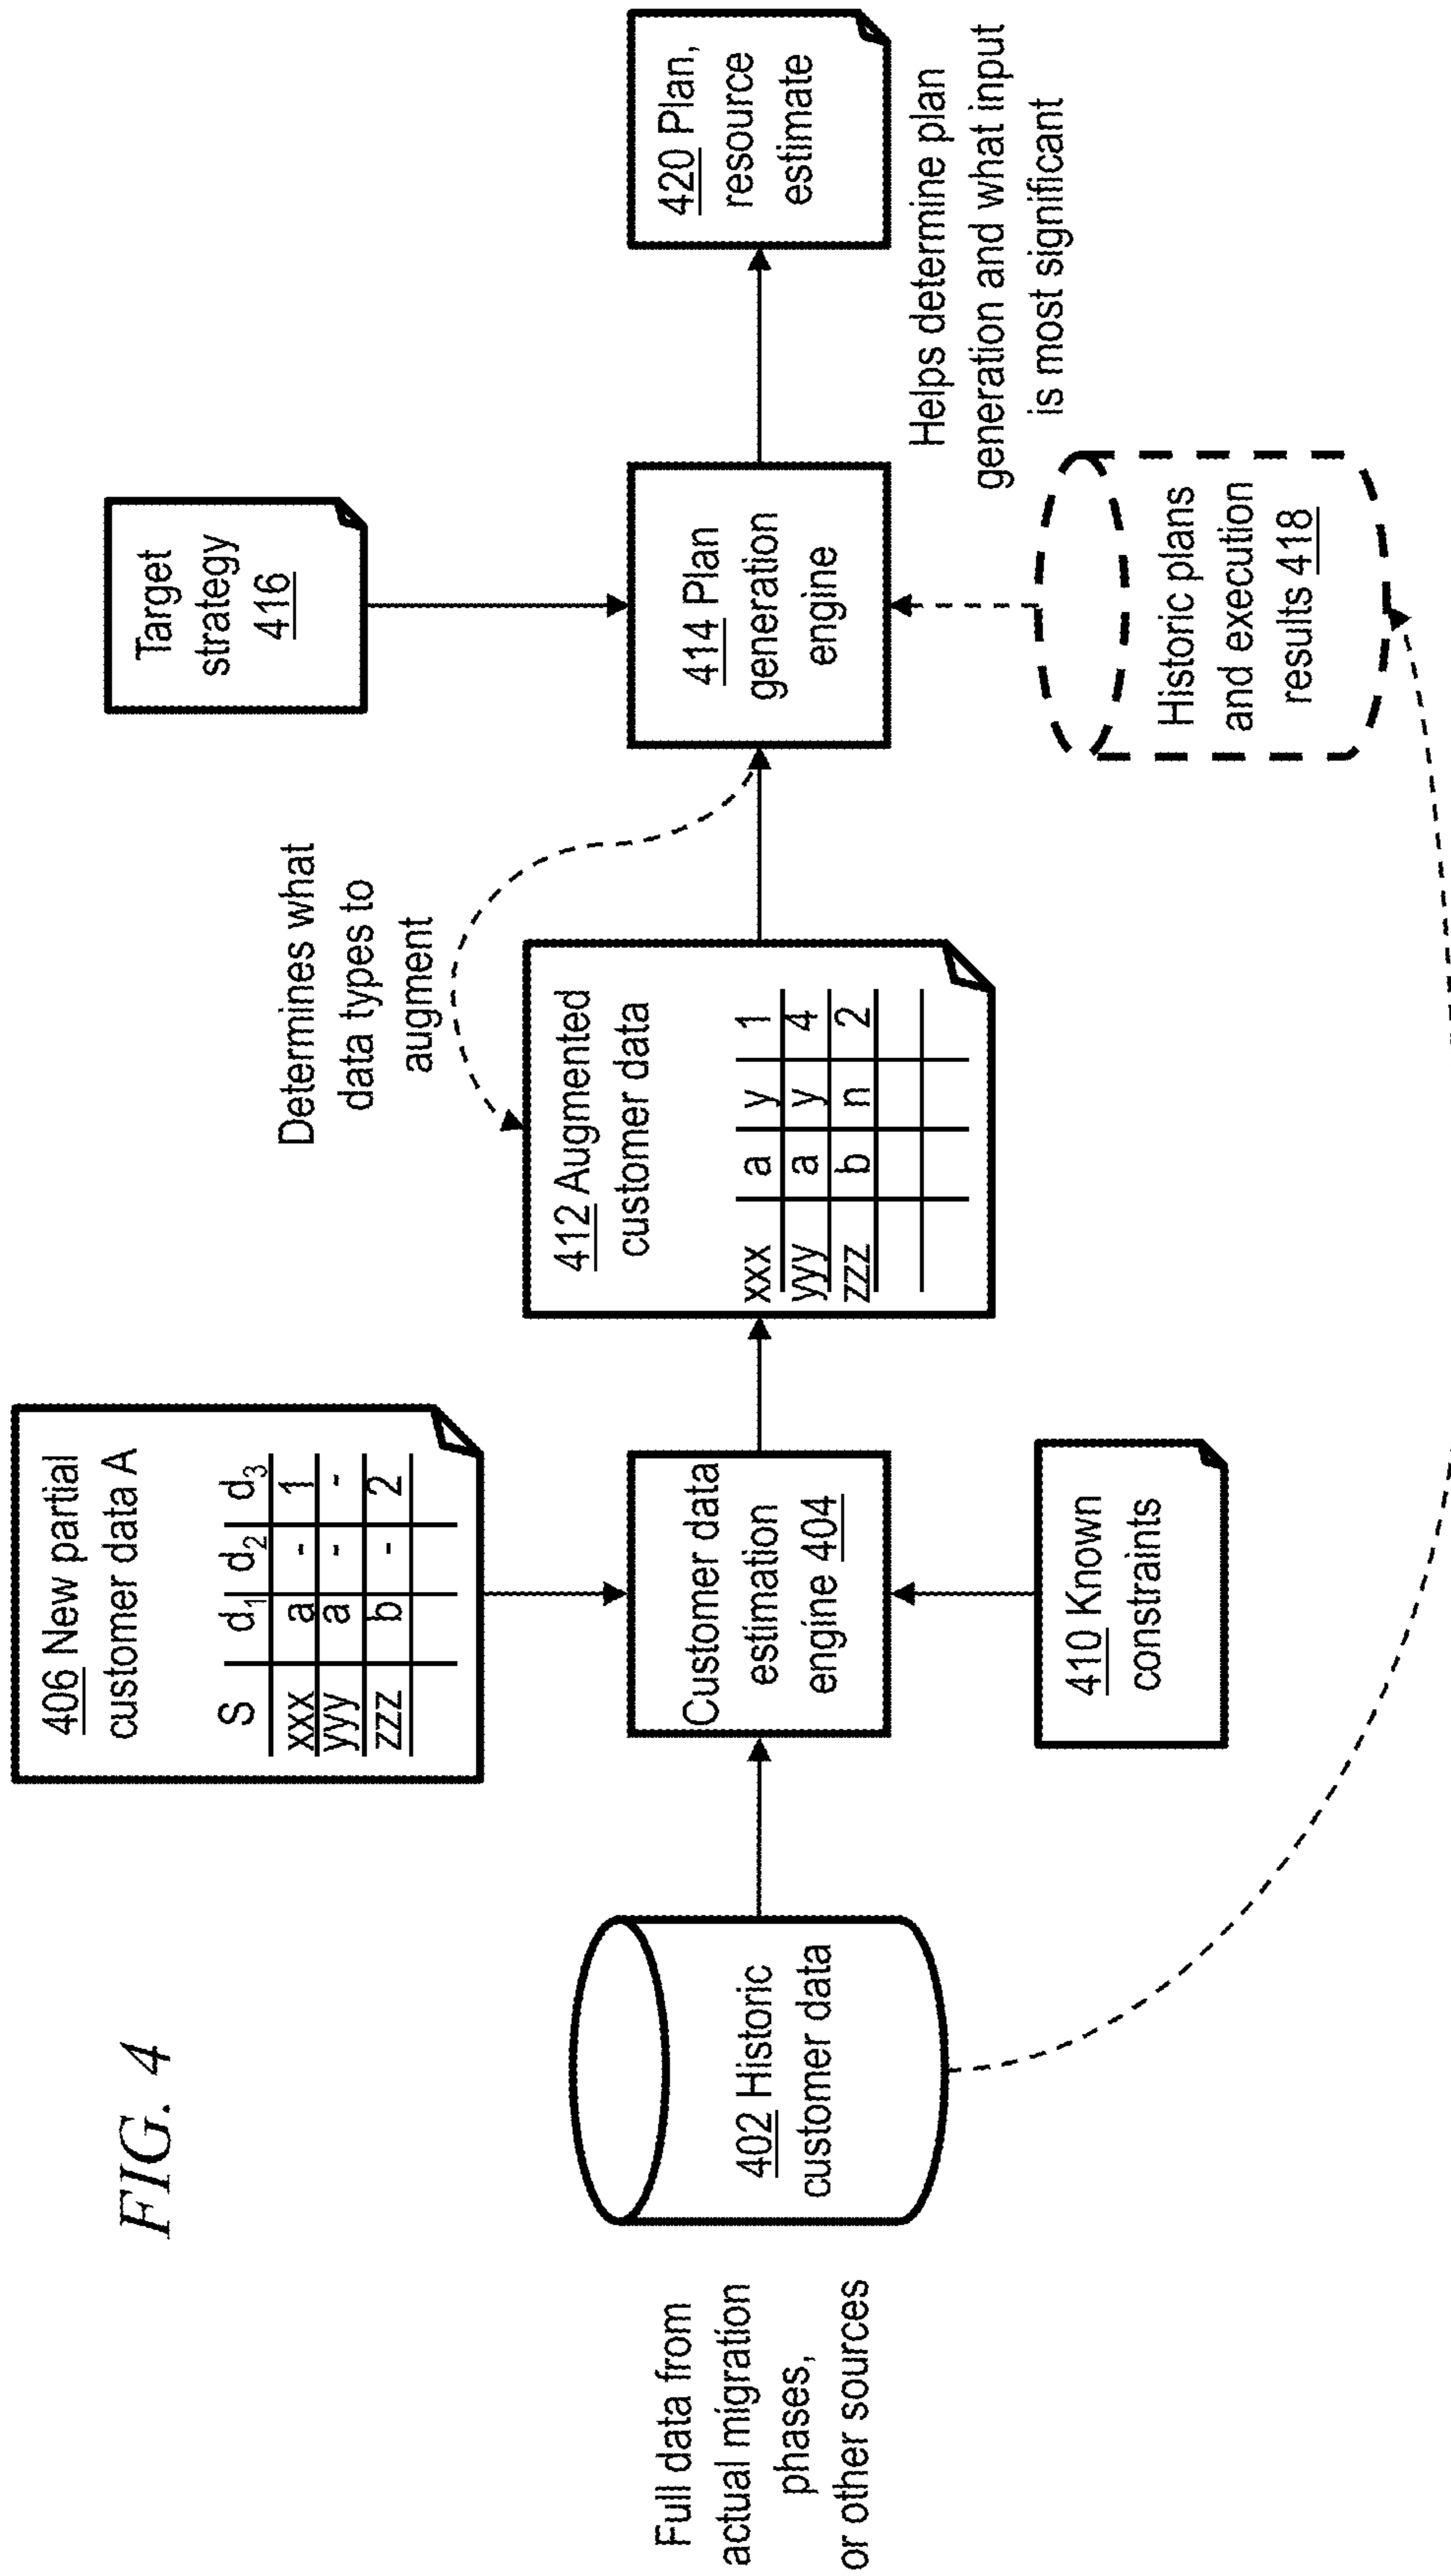 FIG. 4
Full data from
actual migration
phases,
or other sources
402 Historic
customer data
406 New partial
customer data A
S d₁ d₂ d₃
xxx a - 1
yyy a - -
zzz b - 2
Customer data
estimation
engine 404
410 Known
constraints
412 Augmented
customer data
xxx a y 1
yyy a y 4
zzz b n 2
Determines what
data types to
augment
Target
strategy
416
414 Plan
generation
engine
Historic plans
and execution
results 418
Helps determine plan
generation and what input
is most significant
420 Plan,
resource
estimate